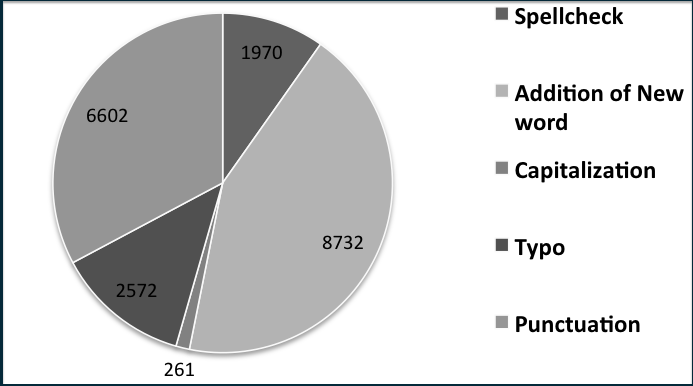 1970
8732
261
2572
6602
Spellcheck
Addition of New
word
Capitalization
Typo
Punctuation